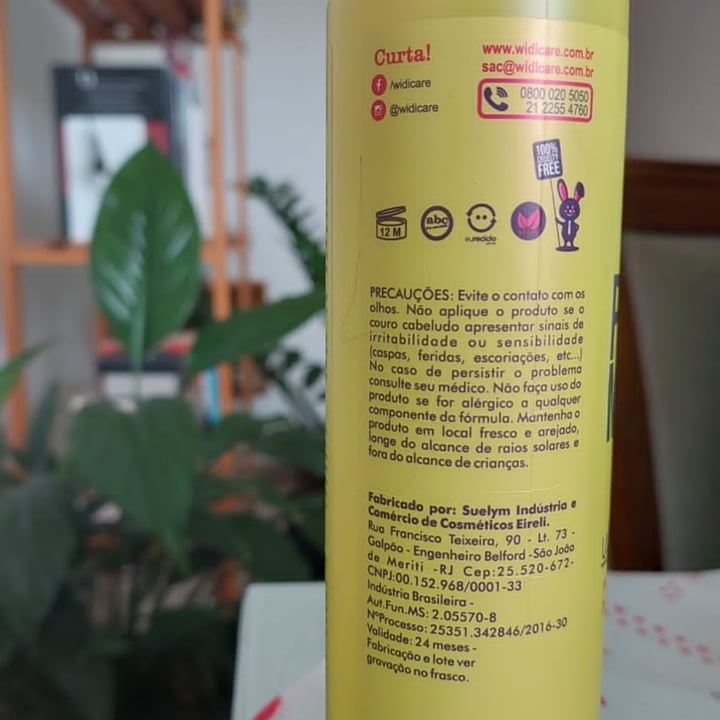 Curta!
/widicare
@widicare
www.widicare.com.br
sac@widicare.com.br
0800 020 5050
21 2255 4760
100%
CRUELTY
FREE
12 M
abc
eureciclo
PRECAUÇÕES: Evite o contato com os
olhos. Não aplique o produto se o
couro cabeludo apresentar sinais de
irritabilidade ou sensibilidade
(caspas, feridas, escoriações, etc...)
No caso de persistir o problema
consulte seu médico. Não faça uso do
produto se for alérgico a qualquer
componente da fórmula. Mantenha o
produto em local fresco e arejado,
longe do alcance de raios solares e
fora do alcance de crianças.
Fabricado por: Suelym Indústria e
Comércio de Cosméticos Eireli.
Rua Francisco Teixeira, 90 - Lt. 73 -
Galpão - Engenheiro Belford - São João
de Meriti -RJ Cep:25.520-672-
CNPJ:00.152.968/0001-33
Indústria Brasileira -
Aut.Fun.MS: 2.05570-8
NºProcesso: 25351.342846/2016-30
Validade: 24 meses -
Fabricação e lote ver
gravação no frasco.